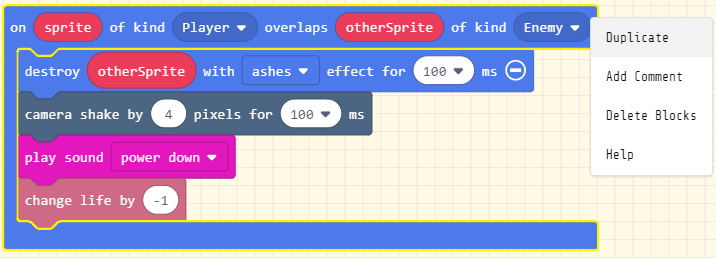 on sprite of kind Player overlaps otherSprite of kind Enemy
Duplicate
destroy otherSprite with ashes effect for 100 ms
Add Comment
camera shake by 4 pixels for 100 ms
Delete Blocks
play sound power down
Help
change life by -1